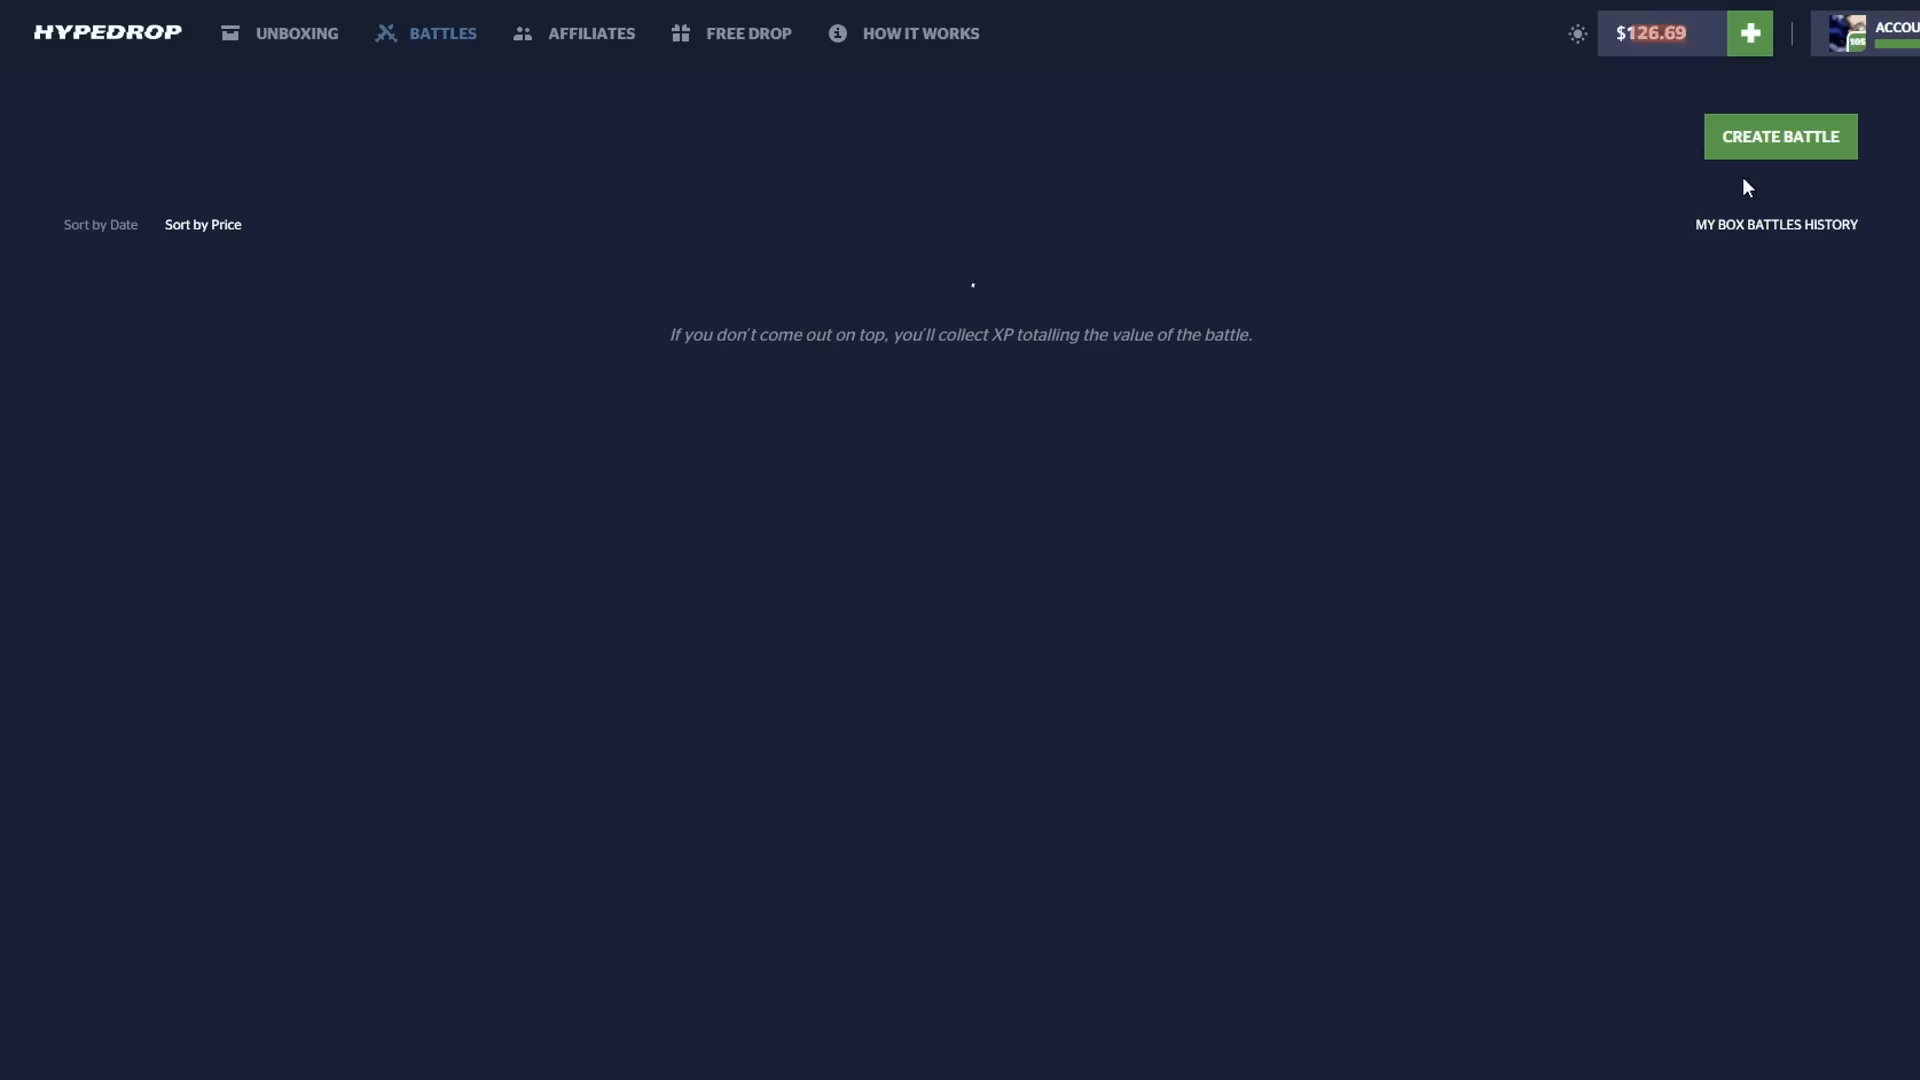 HYPEDROP UNBOXING BATTLES AFFILIATES FREE DROP HOW IT WORKS $126.69 ACCOU
105
CREATE BATTLE
Sort by Date Sort by Price MY BOX BATTLES HISTORY
If you don't come out on top, you'll collect XP totalling the value of the battle.